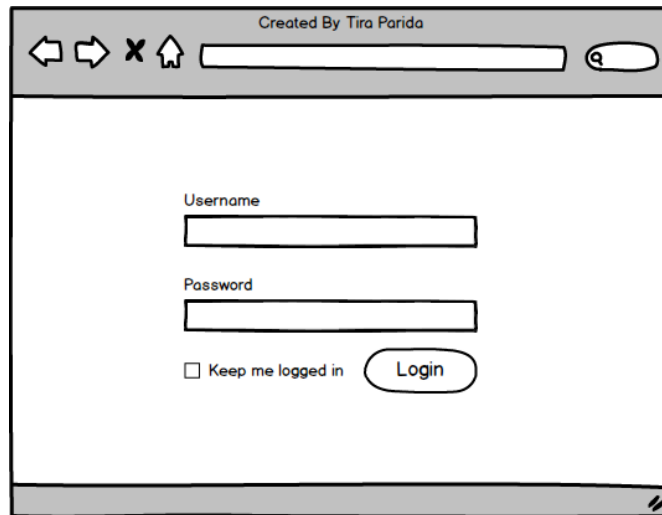 Created By Tira Parida
Username
Password
Keep me logged in
Login